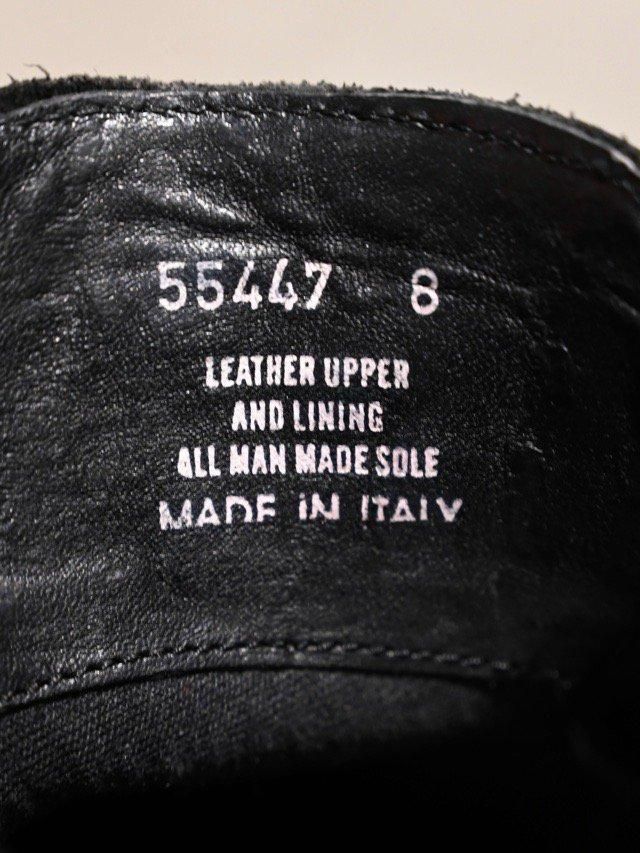 55447 8
LEATHER UPPER
AND LINING
ALL MAN MADE SOLE
MADE IN ITALY